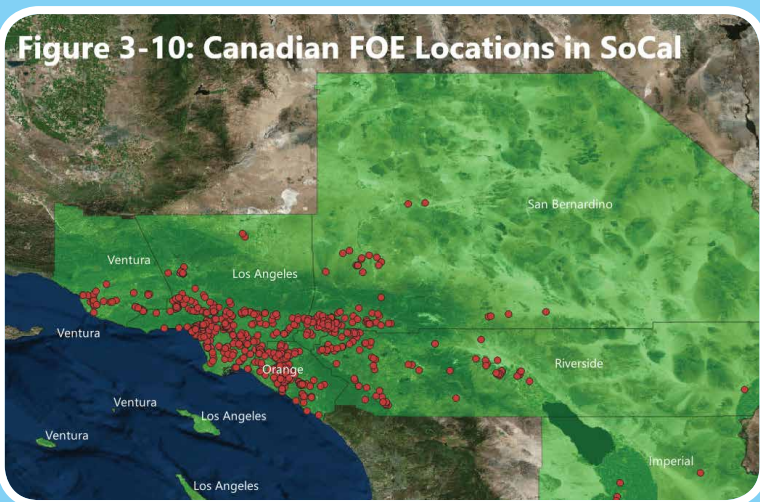 Figure 3-10: Canadian FOE Locations in SoCal
San Bernardino
Ventura
Los Angeles
Ventura
Riverside
Orange
Ventura
Los Angeles
Ventura
Imperial
Los Angeles